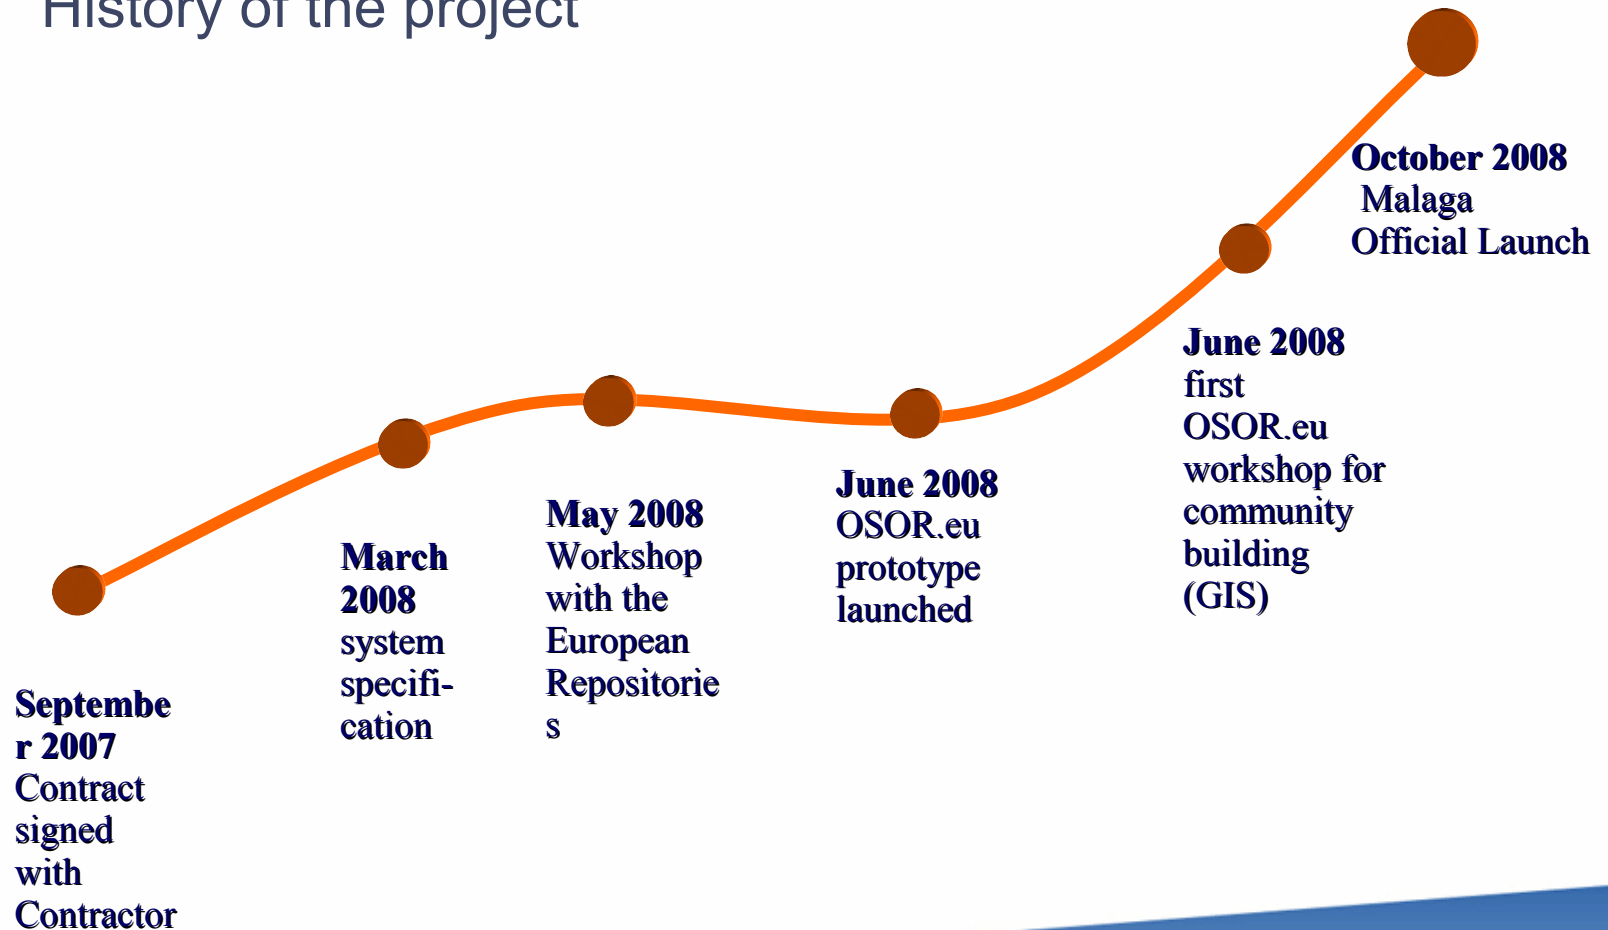 History of the project
September 2007
Contract
signed
with
Contractor
March
2008
system
specifi-
cation
May 2008
Workshop
with the
European
Repositorie
s
June 2008
OSOR.eu
prototype
launched
June 2008
first
OSOR.eu
workshop for
community
building
(GIS)
October 2008
Malaga
Official Launch